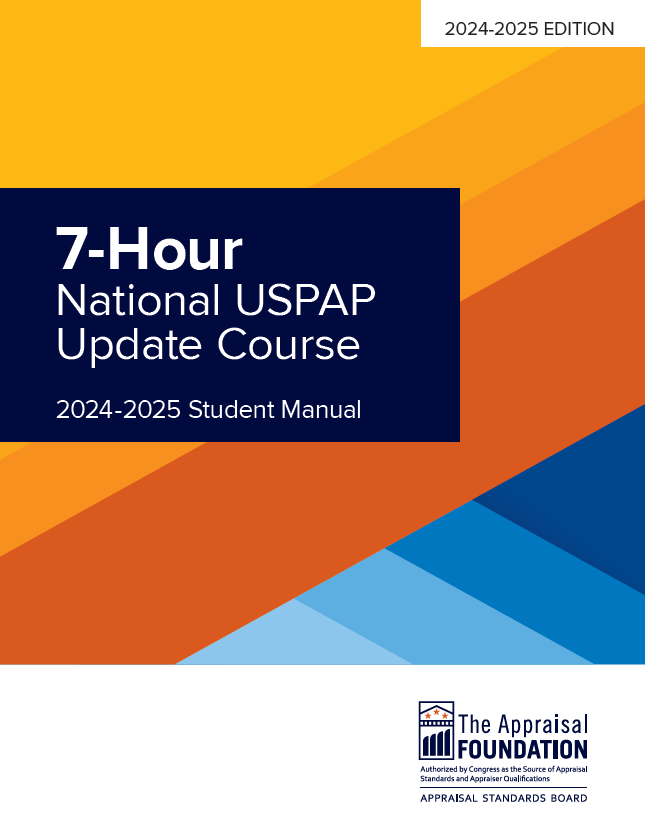 2024-2025 EDITION
7-Hour
National USPAP
Update Course
2024-2025 Student Manual
The Appraisal
FOUNDATION
Authorized by Congress as the Source of Appraisal
Standards and Appraiser Qualifications
APPRAISAL STANDARDS BOARD